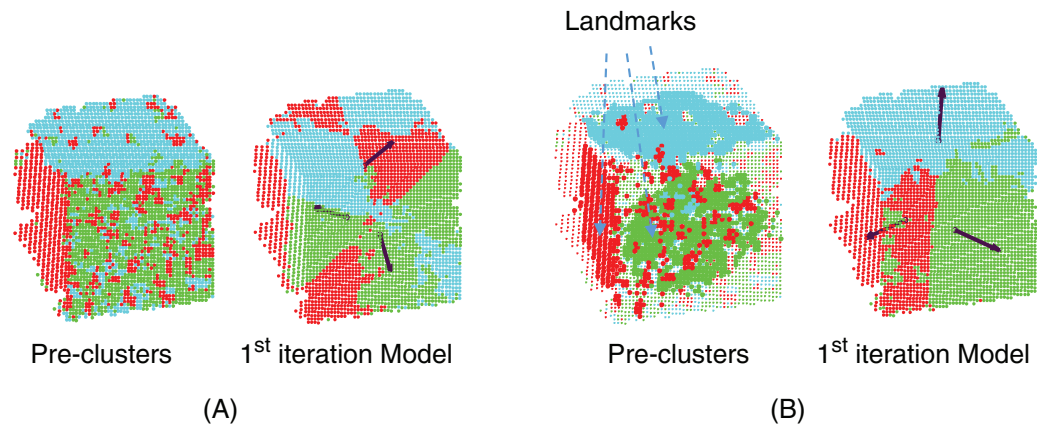 Landmarks
Pre-clusters
1st iteration Model
Pre-clusters
1st iteration Model
(A)
(B)